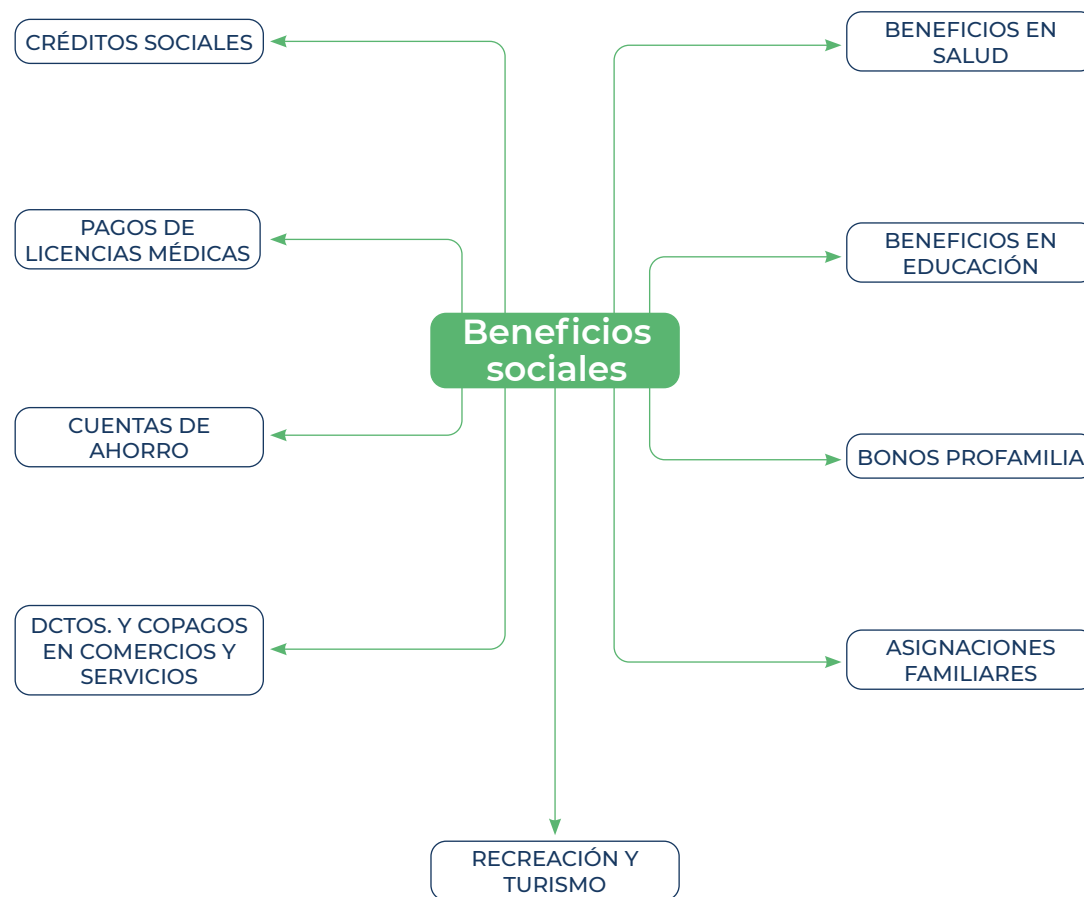 CRÉDITOS SOCIALES
BENEFICIOS EN
SALUD
PAGOS DE
LICENCIAS MÉDICAS
BENEFICIOS EN
EDUCACIÓN
Beneficios
sociales
CUENTAS DE
AHORRO
BONOS PROFAMILIA
DCTOS. Y COPAGOS
EN COMERCIOS Y
SERVICIOS
ASIGNACIONES
FAMILIARES
RECREACIÓN Y
TURISMO